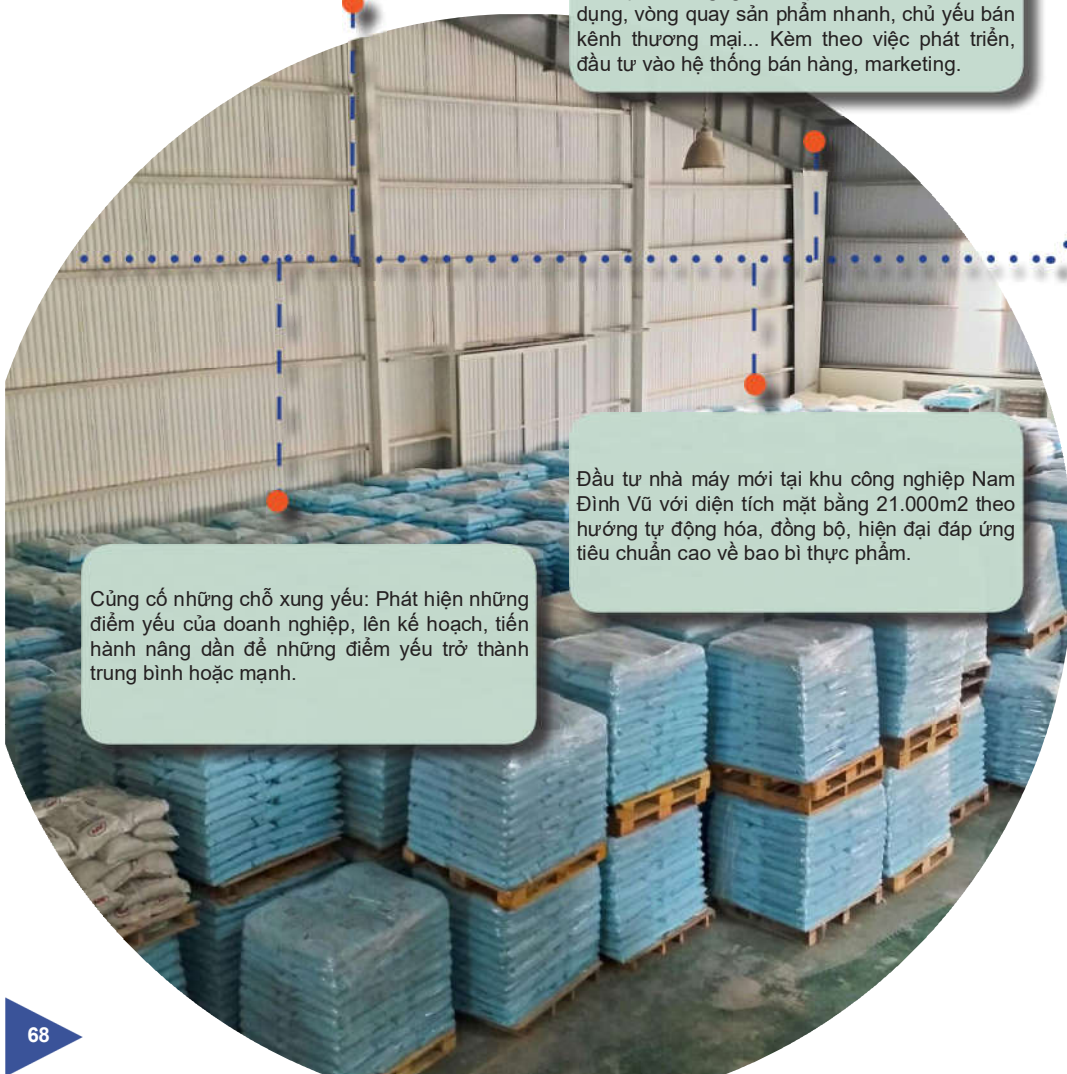 dụng, vòng quay sản phẩm nhanh, chủ yếu bán
kênh thương mại... Kèm theo việc phát triển,
đầu tư vào hệ thống bán hàng, marketing.
Đầu tư nhà máy mới tại khu công nghiệp Nam
Đình Vũ với diện tích mặt bằng 21.000m2 theo
hướng tự động hóa, đồng bộ, hiện đại đáp ứng
tiêu chuẩn cao về bao bì thực phẩm.
Củng cố những chỗ xung yếu: Phát hiện những
điểm yếu của doanh nghiệp, lên kế hoạch, tiến
hành nâng dần để những điểm yếu trở thành
trung bình hoặc mạnh.
68